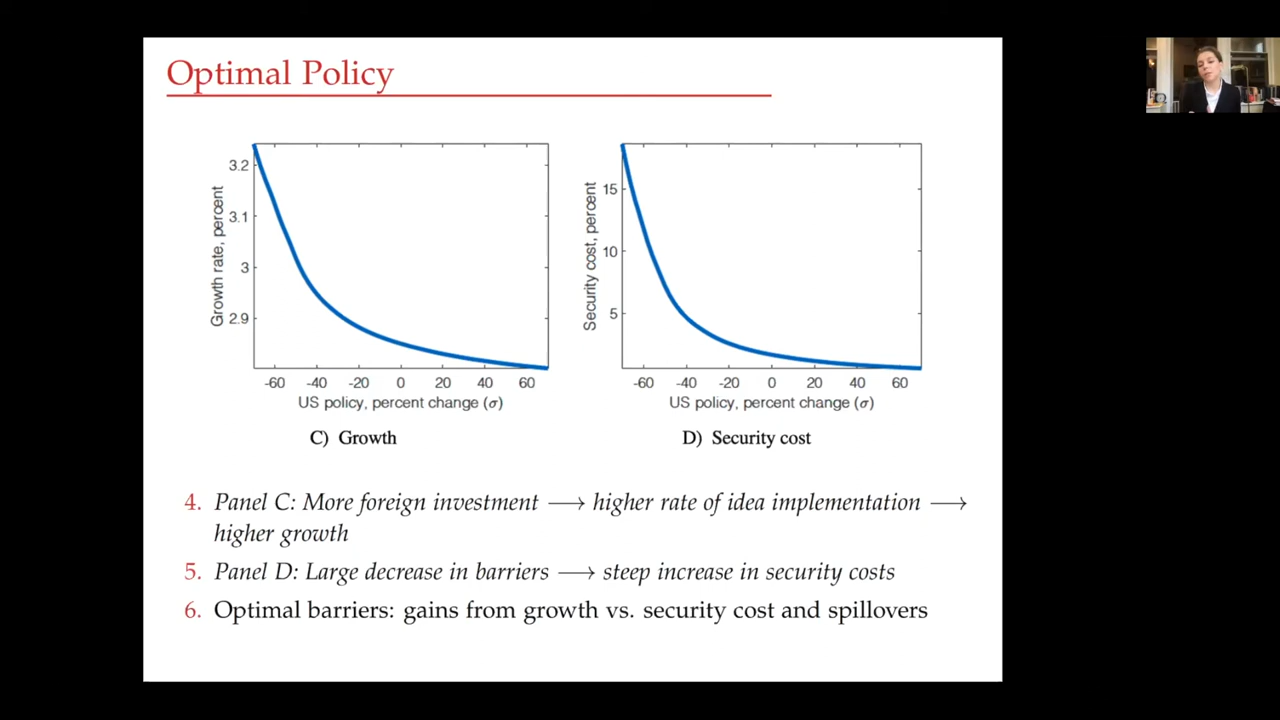 Optimal Policy
Growth rate, percent
3.2
3.1
3
2.9
-60 -40 -20 0 20 40 60
US policy, percent change (σ)
C) Growth
Security cost, percent
15
10
5
-60 -40 -20 0 20 40 60
US policy, percent change (σ)
D) Security cost
4. Panel C: More foreign investment ⟶ higher rate of idea implementation ⟶
higher growth
5. Panel D: Large decrease in barriers ⟶ steep increase in security costs
6. Optimal barriers: gains from growth vs. security cost and spillovers